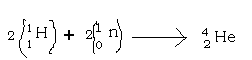 2(¹₁H) + 2(¹₀n) ⟶ ⁴₂He